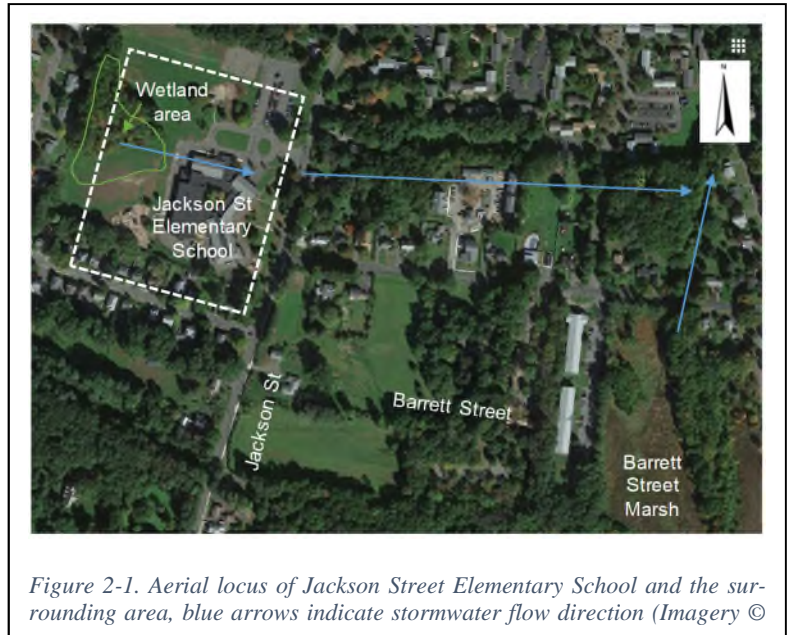 N
Wetland
area
Jackson St
Elementary
School
Jackson St
Barrett Street
Barrett
Street
Marsh
Figure 2-1. Aerial locus of Jackson Street Elementary School and the sur-
rounding area, blue arrows indicate stormwater flow direction (Imagery ©